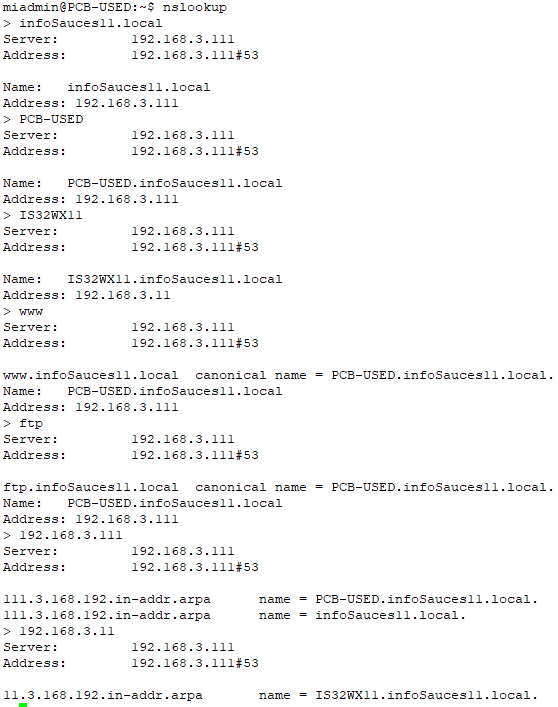 miadmin@PCB-USED:~$ nslookup
> infoSauces11.local
Server:         192.168.3.111
Address:        192.168.3.111#53

Name:   infoSauces11.local
Address: 192.168.3.111
> PCB-USED
Server:         192.168.3.111
Address:        192.168.3.111#53

Name:   PCB-USED.infoSauces11.local
Address: 192.168.3.111
> IS32WX11
Server:         192.168.3.111
Address:        192.168.3.111#53

Name:   IS32WX11.infoSauces11.local
Address: 192.168.3.11
> www
Server:         192.168.3.111
Address:        192.168.3.111#53

www.infoSauces11.local  canonical name = PCB-USED.infoSauces11.local.
Name:   PCB-USED.infoSauces11.local
Address: 192.168.3.111
> ftp
Server:         192.168.3.111
Address:        192.168.3.111#53

ftp.infoSauces11.local  canonical name = PCB-USED.infoSauces11.local.
Name:   PCB-USED.infoSauces11.local
Address: 192.168.3.111
> 192.168.3.111
Server:         192.168.3.111
Address:        192.168.3.111#53

111.3.168.192.in-addr.arpa      name = PCB-USED.infoSauces11.local.
111.3.168.192.in-addr.arpa      name = infoSauces11.local.
> 192.168.3.11
Server:         192.168.3.111
Address:        192.168.3.111#53

11.3.168.192.in-addr.arpa       name = IS32WX11.infoSauces11.local.